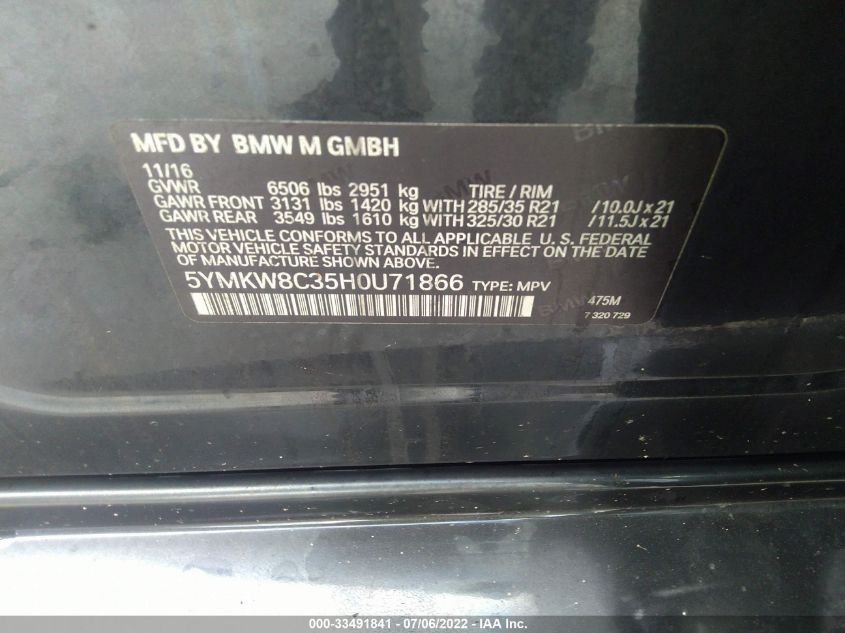 MFD BY BMW M GMBH
11/16
GVWR 6506 lbs 2951 kg TIRE / RIM
GAWR FRONT 3131 lbs 1420 kg WITH 285/35 R21 / 10.0J x 21
GAWR REAR 3549 lbs 1610 kg WITH 325/30 R21 / 11.5J x 21
THIS VEHICLE CONFORMS TO ALL APPLICABLE U. S. FEDERAL
MOTOR VEHICLE SAFETY STANDARDS IN EFFECT ON THE DATE
OF MANUFACTURE SHOWN ABOVE.
5YMKW8C35H0U71866 TYPE: MPV
475M
7 320 729
000-33491841 - 07/06/2022 - © IAA Inc.